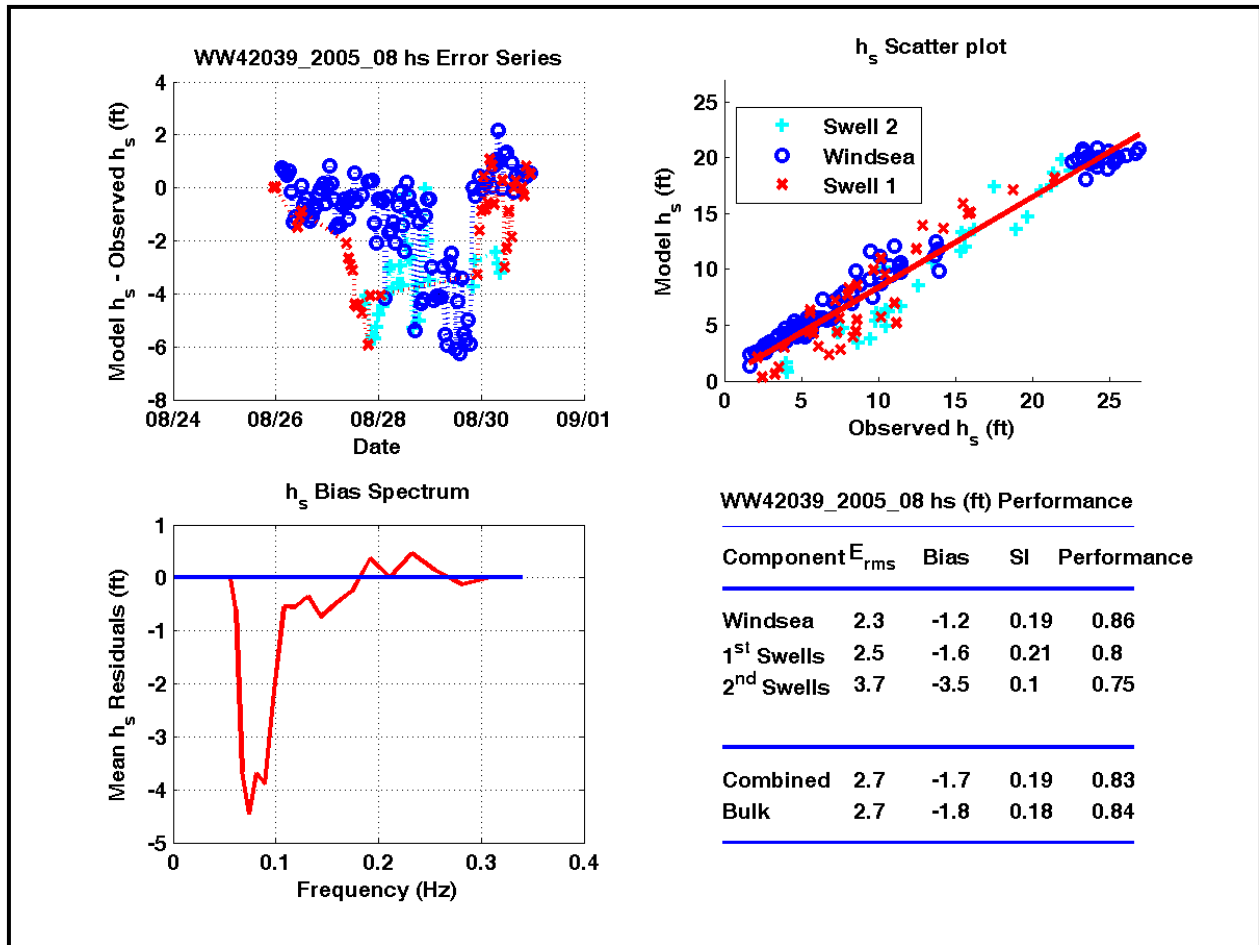 WW42039_2005_08 hs Error Series
4
2
0
-2
-4
-6
-8
08/24 08/26 08/28 08/30 09/01
Date
Model hs - Observed hs (ft)
hs Scatter plot
25
20
15
10
5
0
0 5 10 15 20 25
Observed hs (ft)
Model hs (ft)
Swell 2
Windsea
Swell 1
hs Bias Spectrum
1
0
-1
-2
-3
-4
-5
0 0.1 0.2 0.3 0.4
Frequency (Hz)
Mean hs Residuals (ft)
WW42039_2005_08 hs (ft) Performance
Component Erms Bias SI Performance
Windsea 2.3 -1.2 0.19 0.86
1st Swells 2.5 -1.6 0.21 0.8
2nd Swells 3.7 -3.5 0.1 0.75
Combined 2.7 -1.7 0.19 0.83
Bulk 2.7 -1.8 0.18 0.84